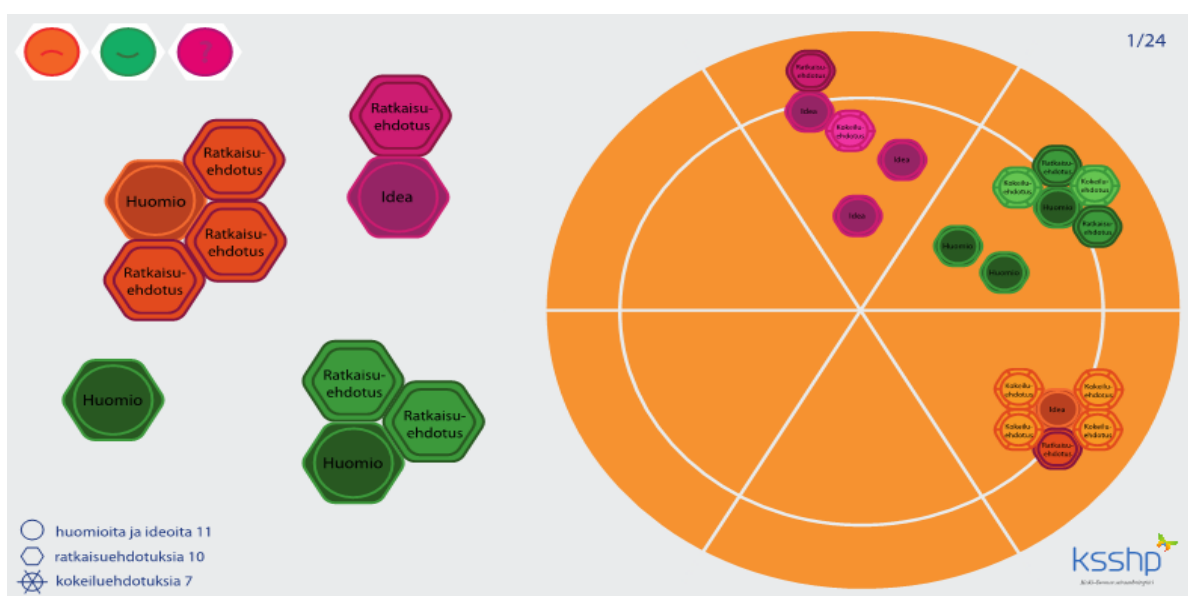 ?
1/24
Ratkaisu-
ehdotus
Idea
Ratkaisu-
ehdotus
Huomio
Ratkaisu-
ehdotus
Ratkaisu-
ehdotus
Huomio
Ratkaisu-
ehdotus
Ratkaisu-
ehdotus
Huomio
Ratkaisu-
ehdotus
Idea
Kokeilu-
ehdotus
Idea
Idea
Ratkaisu-
ehdotus
Kokeilu-
ehdotus
Kokeilu-
ehdotus
Huomio
Ratkaisu-
ehdotus
Huomio
Huomio
Kokeilu-
ehdotus
Kokeilu-
ehdotus
Idea
Kokeilu-
ehdotus
Kokeilu-
ehdotus
Ratkaisu-
ehdotus
huomioita ja ideoita 11
ratkaisuehdotuksia 10
kokeiluehdotuksia 7
ksshp